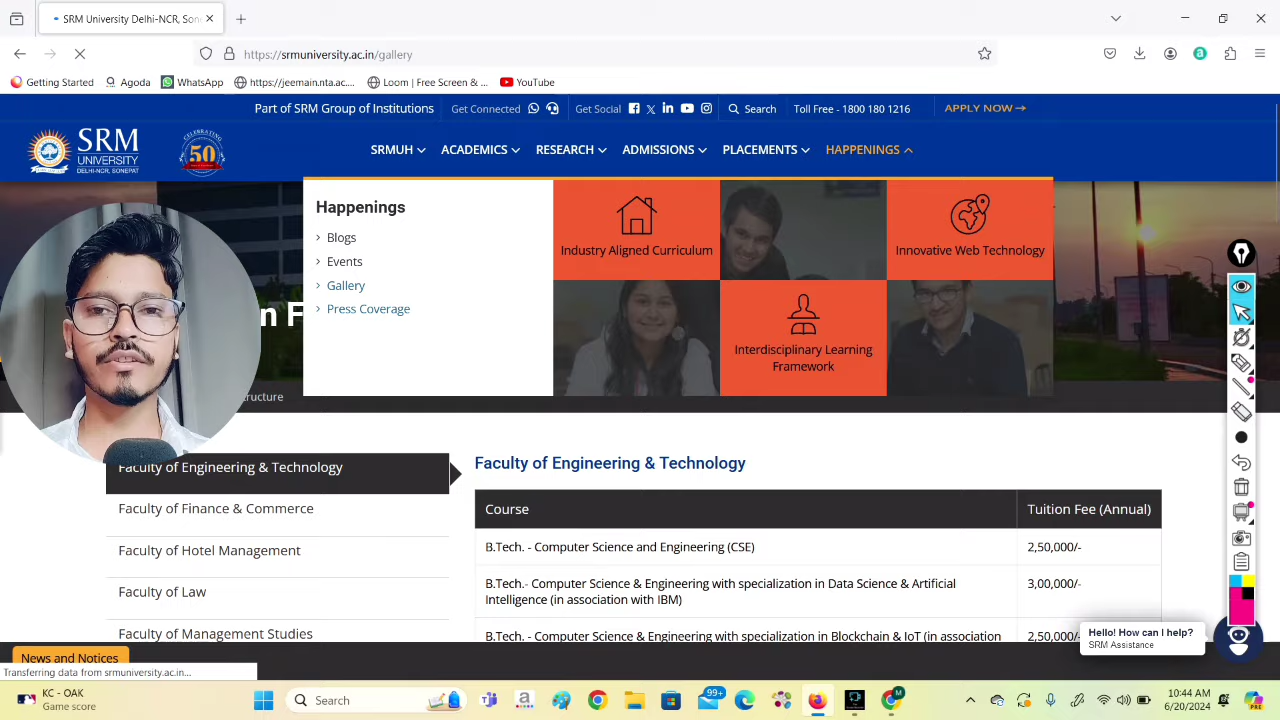 SRM University Delhi-NCR, Son
https://srmuniversity.ac.in/gallery
Getting Started
Agoda
WhatsApp
https://jeemain.nta.ac....
Loom | Free Screen & ...
YouTube
Part of SRM Group of Institutions
Get Connected
Get Social
Search
Toll Free - 1800 180 1216
APPLY NOW
SRM
UNIVERSITY
DELHI-NCR, SONEPAT
CELEBRATING
50
SRMUH
ACADEMICS
RESEARCH
ADMISSIONS
PLACEMENTS
HAPPENINGS
Happenings
Blogs
Events
Gallery
Press Coverage
Industry Aligned Curriculum
Innovative Web Technology
Interdisciplinary Learning
Framework
n F
ructure
Faculty of Engineering & Technology
Faculty of Finance & Commerce
Faculty of Hotel Management
Faculty of Law
Faculty of Management Studies
Faculty of Engineering & Technology
Course
Tuition Fee (Annual)
B.Tech. - Computer Science and Engineering (CSE)
2,50,000/-
B.Tech.- Computer Science & Engineering with specialization in Data Science & Artificial
Intelligence (in association with IBM)
3,00,000/-
B.Tech. - Computer Science & Engineering with specialization in Blockchain & IoT (in association
2,50,000/-
Hello! How can I help?
SRM Assistance
News and Notices
Transferring data from srmuniversity.ac.in...
KC - OAK
Game score
Search
99+
M
10:44 AM
6/20/2024
PRE